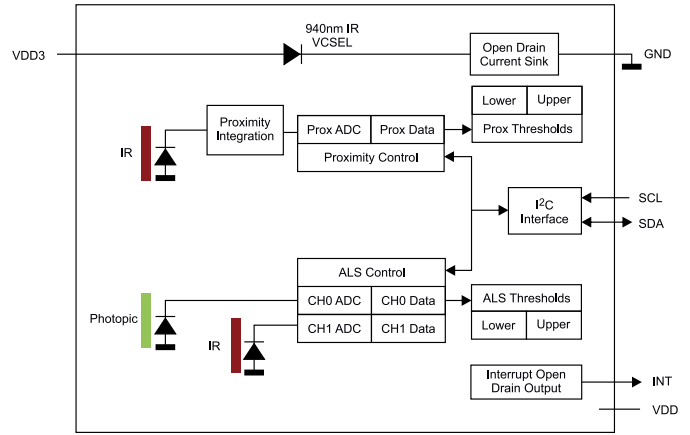 940nm IR
VCSEL
VDD3
Open Drain
Current Sink
GND
Lower
Upper
Prox Thresholds
Proximity
Integration
Prox ADC
Prox Data
Proximity Control
IR
I²C
Interface
SCL
SDA
ALS Control
CH0 ADC
CH0 Data
CH1 ADC
CH1 Data
ALS Thresholds
Lower
Upper
Photopic
IR
Interrupt Open
Drain Output
INT
VDD